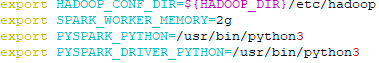 export HADOOP_CONF_DIR=${HADOOP_DIR}/etc/hadoop
export SPARK_WORKER_MEMORY=2g
export PYSPARK_PYTHON=/usr/bin/python3
export PYSPARK_DRIVER_PYTHON=/usr/bin/python3